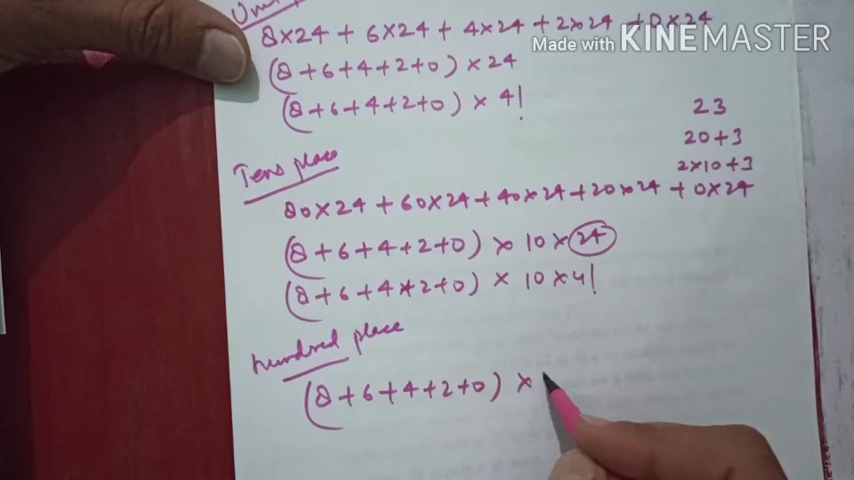 8×24 + 6×24 + 4×24 + 2×24 + 0×24
Made with KINEMASTER
(8+6+4+2+0) × 24
(8+6+4+2+0) × 4!
23
20+3
2×10+3
Tens place
80×24 + 60×24 + 40×24 + 20×24 + 0×24
(8+6+4+2+0) × 10×24
(8+6+4+2+0) × 10×4!
hundred place
(8+6+4+2+0) ×